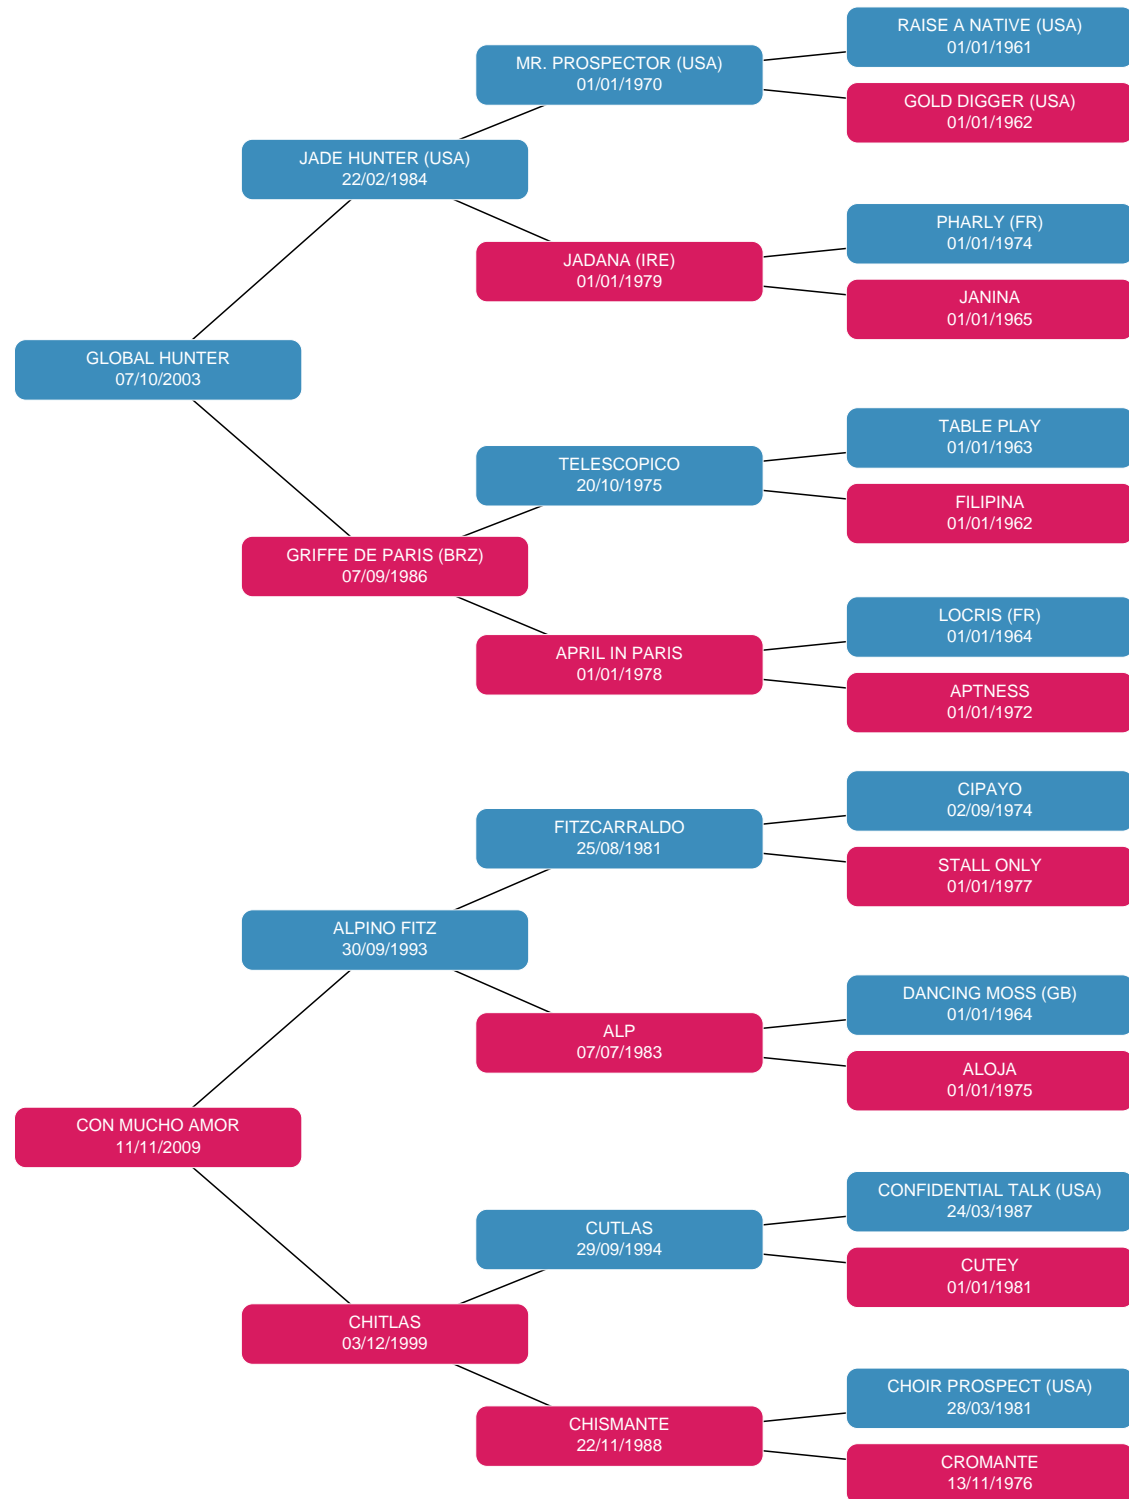 RAISE A NATIVE (USA)
01/01/1961
MR. PROSPECTOR (USA)
01/01/1970
GOLD DIGGER (USA)
01/01/1962
JADE HUNTER (USA)
22/02/1984
PHARLY (FR)
01/01/1974
JADANA (IRE)
01/01/1979
JANINA
01/01/1965
GLOBAL HUNTER
07/10/2003
TABLE PLAY
01/01/1963
TELESCOPICO
20/10/1975
FILIPINA
01/01/1962
GRIFFE DE PARIS (BRZ)
07/09/1986
LOCRIS (FR)
01/01/1964
APRIL IN PARIS
01/01/1978
APTNESS
01/01/1972
CIPAYO
02/09/1974
FITZCARRALDO
25/08/1981
STALL ONLY
01/01/1977
ALPINO FITZ
30/09/1993
DANCING MOSS (GB)
01/01/1964
ALP
07/07/1983
ALOJA
01/01/1975
CON MUCHO AMOR
11/11/2009
CONFIDENTIAL TALK (USA)
24/03/1987
CUTLAS
29/09/1994
CUTEY
01/01/1981
CHITLAS
03/12/1999
CHOIR PROSPECT (USA)
28/03/1981
CHISMANTE
22/11/1988
CROMANTE
13/11/1976